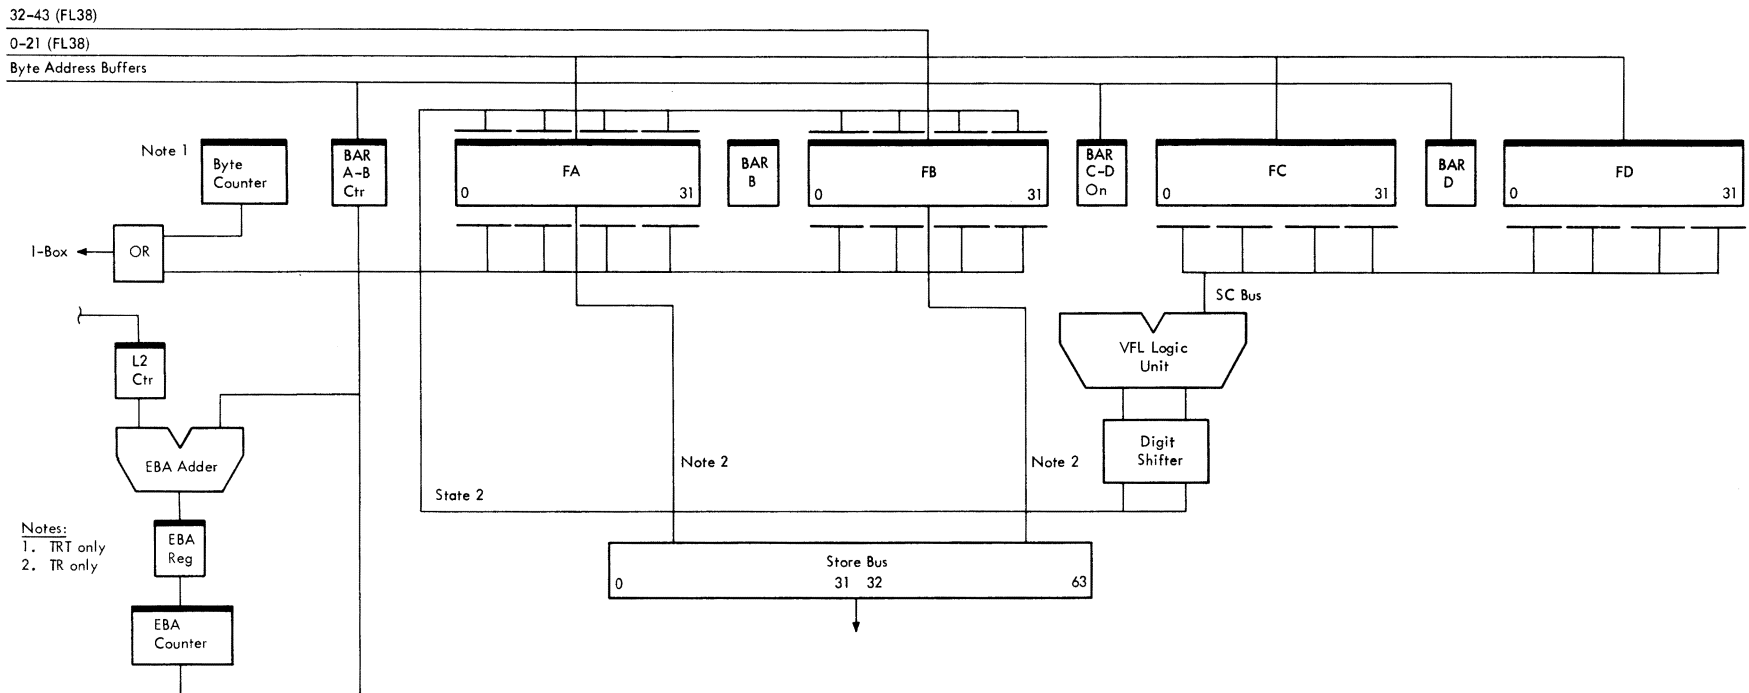 32-43 (FL38)
0-21 (FL38)
Byte Address Buffers
Note 1
Byte
Counter
BAR
A-B
Ctr
FA
0
31
BAR
B
FB
0
31
BAR
C-D
On
FC
0
31
BAR
D
FD
0
31
I-Box
OR
SC Bus
VFL Logic
Unit
L2
Ctr
Digit
Shifter
EBA Adder
Note 2
Note 2
State 2
Notes:
1. TRT only
2. TR only
EBA
Reg
Store Bus
0
31 32
63
EBA
Counter